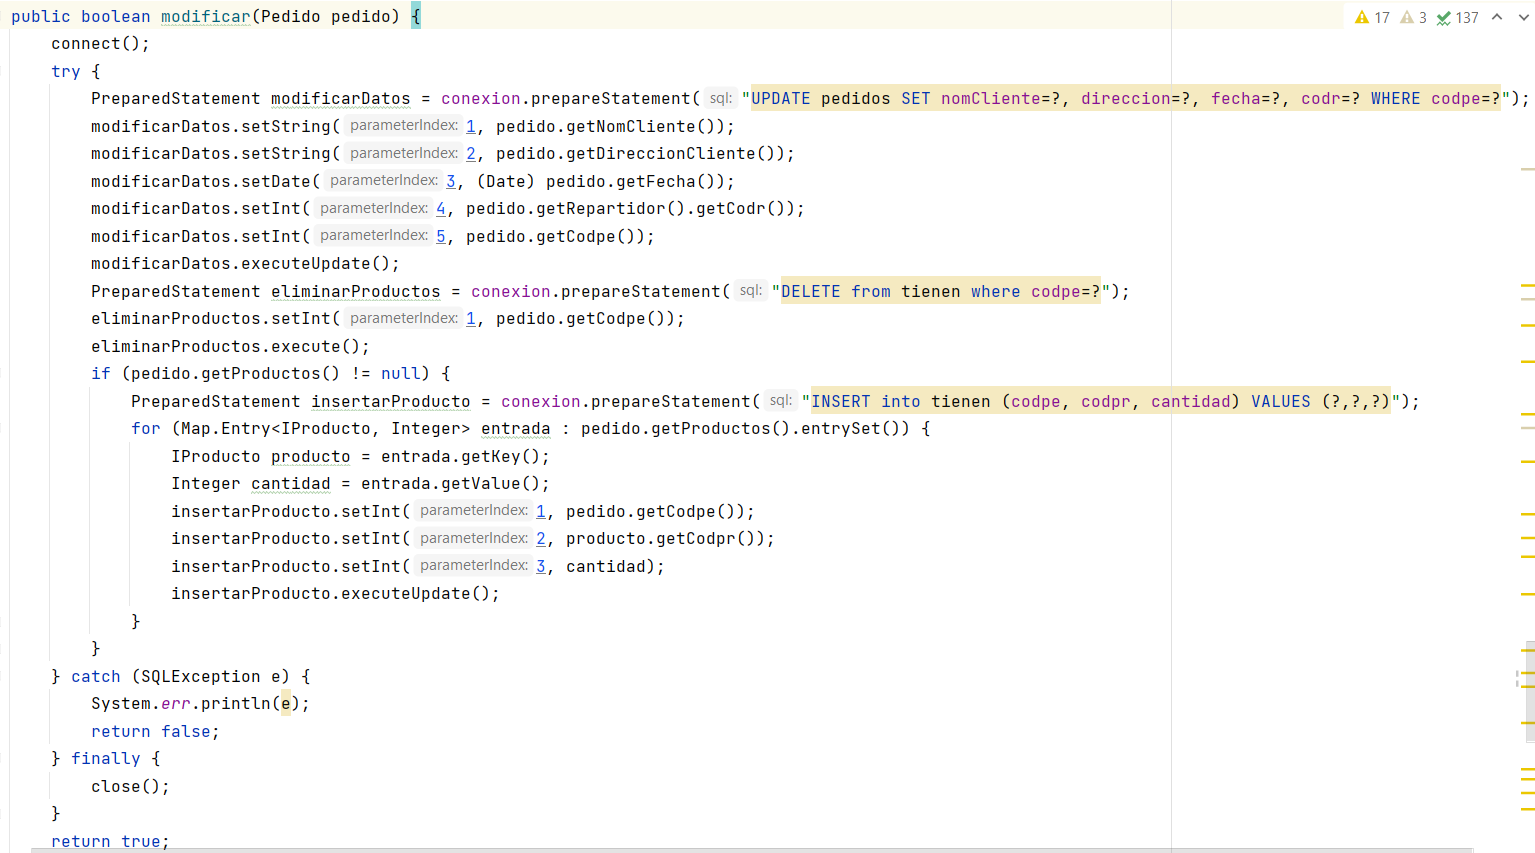 public boolean modificar(Pedido pedido) { 17 3 137
connect();
try {
PreparedStatement modificarDatos = conexion.prepareStatement( sql: "UPDATE pedidos SET nomCliente=?, direccion=?, fecha=?, codr=? WHERE codpe=?");
modificarDatos.setString( parameterIndex: 1, pedido.getNomCliente());
modificarDatos.setString( parameterIndex: 2, pedido.getDireccionCliente());
modificarDatos.setDate( parameterIndex: 3, (Date) pedido.getFecha());
modificarDatos.setInt( parameterIndex: 4, pedido.getRepartidor().getCodr());
modificarDatos.setInt( parameterIndex: 5, pedido.getCodpe());
modificarDatos.executeUpdate();
PreparedStatement eliminarProductos = conexion.prepareStatement( sql: "DELETE from tienen where codpe=?");
eliminarProductos.setInt( parameterIndex: 1, pedido.getCodpe());
eliminarProductos.execute();
if (pedido.getProductos() != null) {
PreparedStatement insertarProducto = conexion.prepareStatement( sql: "INSERT into tienen (codpe, codpr, cantidad) VALUES (?,?,?)");
for (Map.Entry<IProducto, Integer> entrada : pedido.getProductos().entrySet()) {
IProducto producto = entrada.getKey();
Integer cantidad = entrada.getValue();
insertarProducto.setInt( parameterIndex: 1, pedido.getCodpe());
insertarProducto.setInt( parameterIndex: 2, producto.getCodpr());
insertarProducto.setInt( parameterIndex: 3, cantidad);
insertarProducto.executeUpdate();
}
}
} catch (SQLException e) {
System.err.println(e);
return false;
} finally {
close();
}
return true;